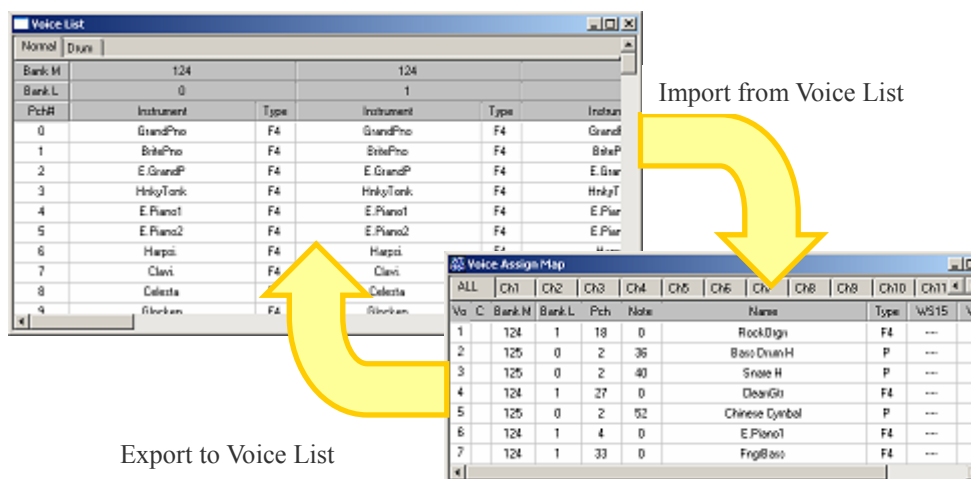 Voice List
Normal Drum
Bank M 124 124
Bank L 0 1
Pch# Instrument Type Instrument Type
0 GrandPno F4 GrandPno F4
1 BritePno F4 BritePno F4
2 E.GrandP F4 E.GrandP F4
3 HnkyTonk F4 HnkyTonk F4
4 E.Piano1 F4 E.Piano1 F4
5 E.Piano2 F4 E.Piano2 F4
6 Harpsi. F4 Harpsi.
7 Clavi. F4 Clavi.
8 Celesta Celesta
9 Glocken F4 Glocken F4
Import from Voice List
Voice Assign Map
ALL Ch1 Ch2 Ch3 Ch4 Ch5 Ch6 Ch8 Ch9 Ch10 Ch11
Vo C Bank M Bank L Pch Note Name Type WS15
1 124 1 18 0 RockOrgn F4 ---
2 125 0 2 36 Bass Drum H P ---
3 125 0 2 40 Snare H P ---
4 124 1 27 0 CleanGtr F4 ---
5 125 0 2 52 Chinese Cymbal P ---
6 124 1 4 0 E.Piano1 F4 ---
7 124 1 33 0 FngrBass F4 ---
Export to Voice List